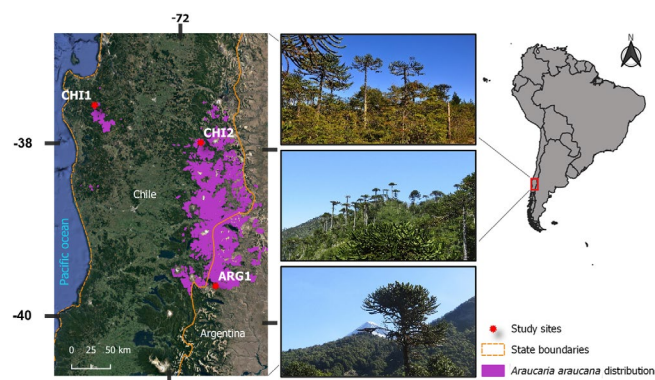 -72
CHI1
CHI2
-38
Chile
Pacific ocean
ARG1
-40
Argentina
0 25 50 km
N
Study sites
State boundaries
Araucaria araucana distribution